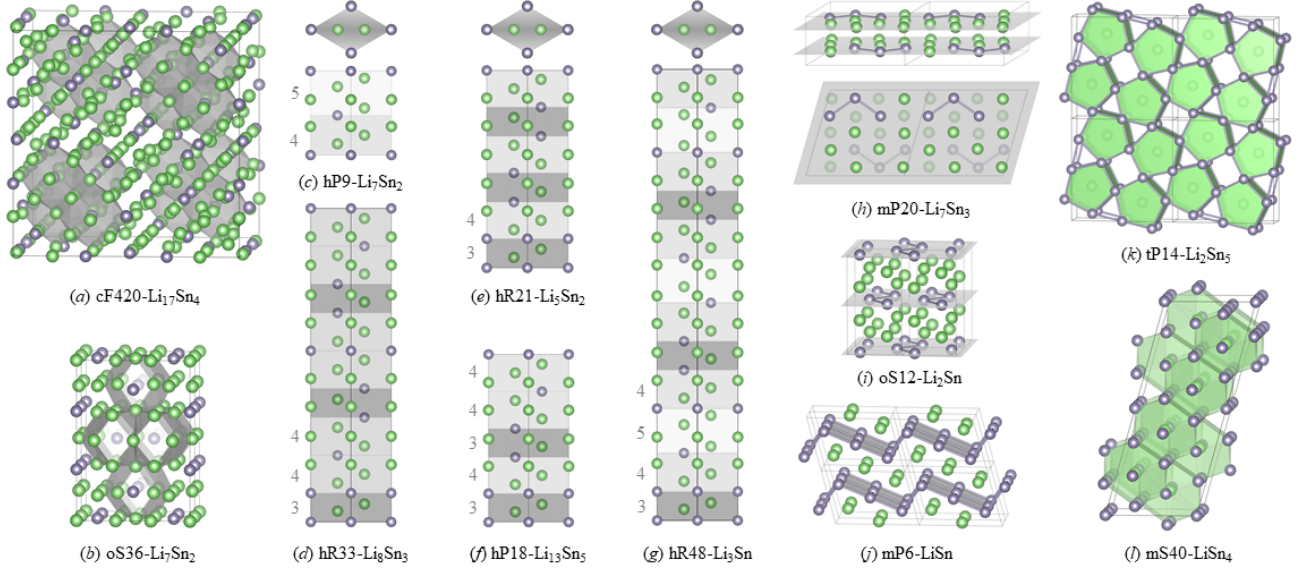 (a) cF420-Li₁₇Sn₄
(b) oS36-Li₇Sn₂
5
4
(c) hP9-Li₇Sn₂
4
4
3
(d) hR33-Li₈Sn₃
4
3
(e) hR21-Li₅Sn₂
4
4
3
4
3
(f) hP18-Li₁₃Sn₅
4
5
4
3
(g) hR48-Li₃Sn
(h) mP20-Li₇Sn₃
(i) oS12-Li₂Sn
(j) mP6-LiSn
(k) tP14-Li₂Sn₅
(l) mS40-LiSn₄